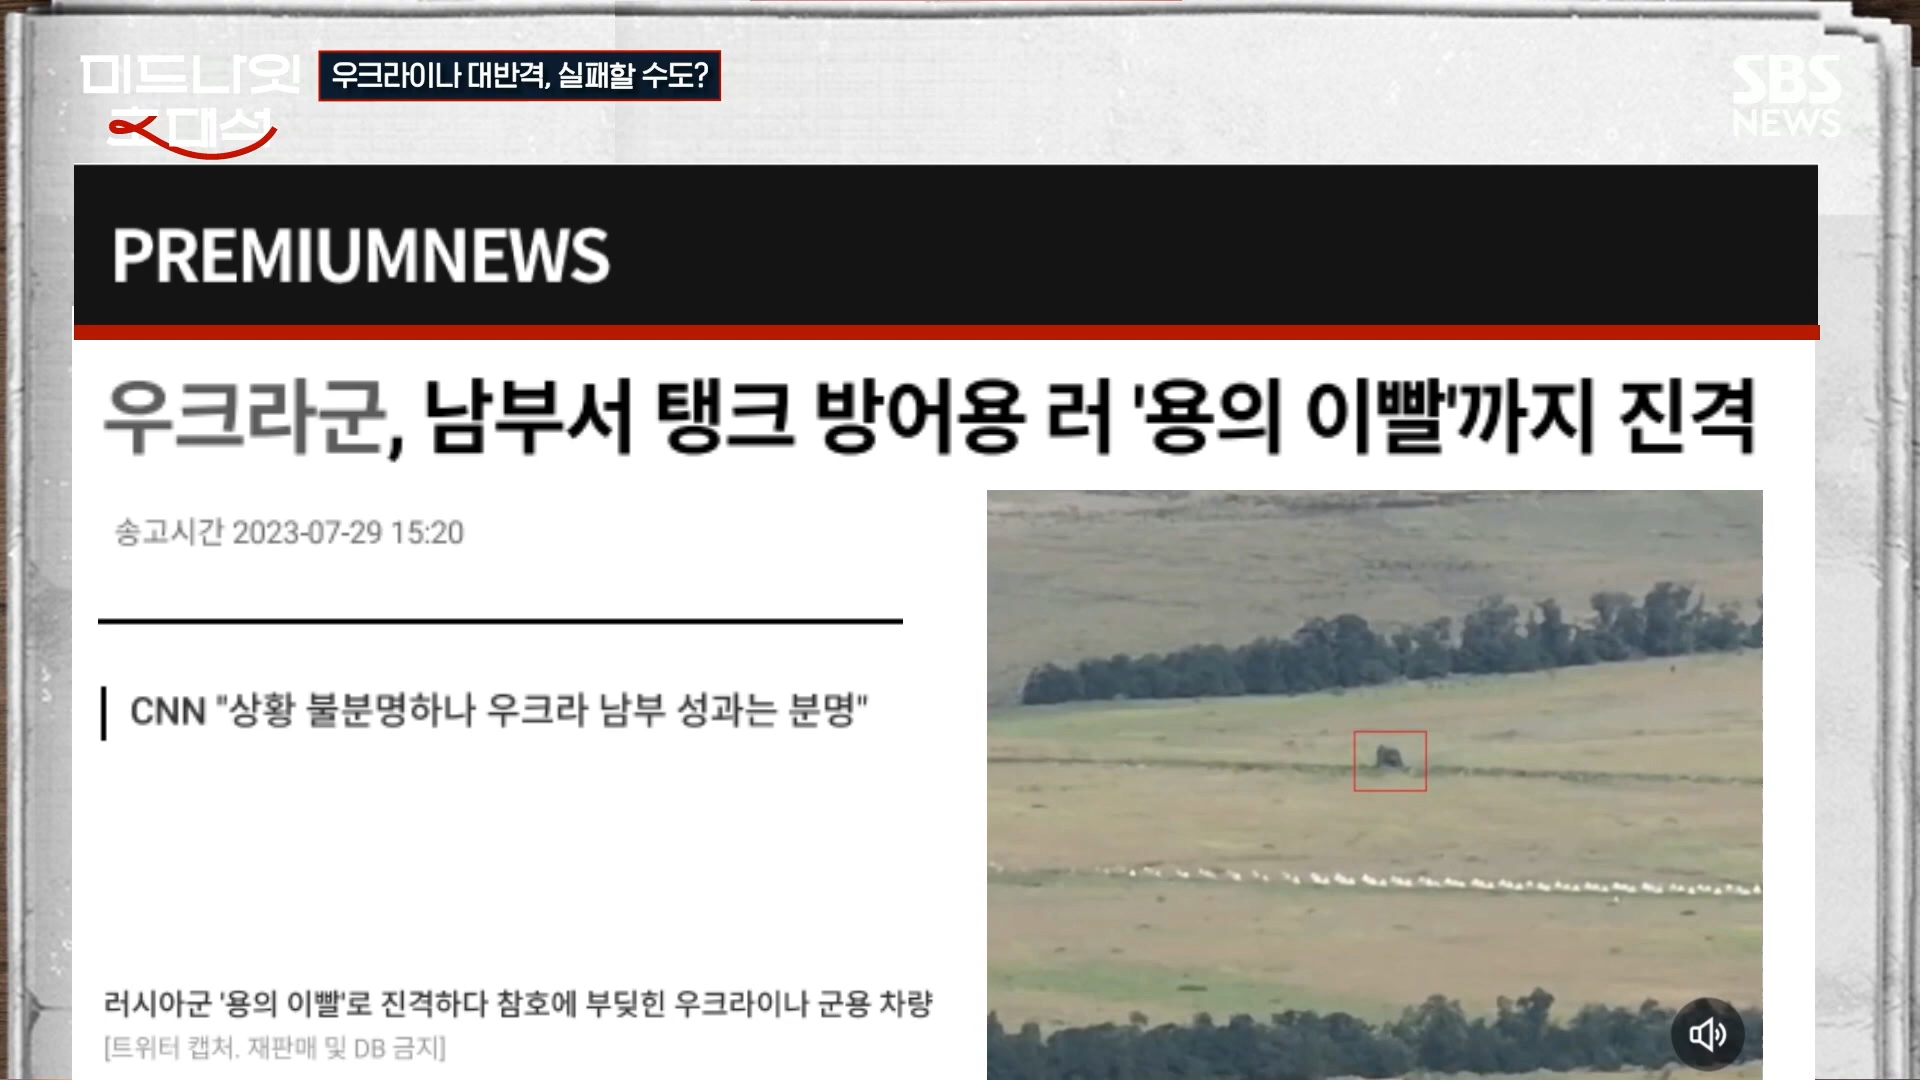 미드나잇
초대석
우크라이나 대반격, 실패할 수도?
SBS
NEWS
PREMIUMNEWS
우크라군, 남부서 탱크 방어용 러 '용의 이빨'까지 진격
송고시간 2023-07-29 15:20
CNN "상황 불분명하나 우크라 남부 성과는 분명"
러시아군 '용의 이빨'로 진격하다 참호에 부딪힌 우크라이나 군용 차량
[트위터 캡처. 재판매 및 DB 금지]